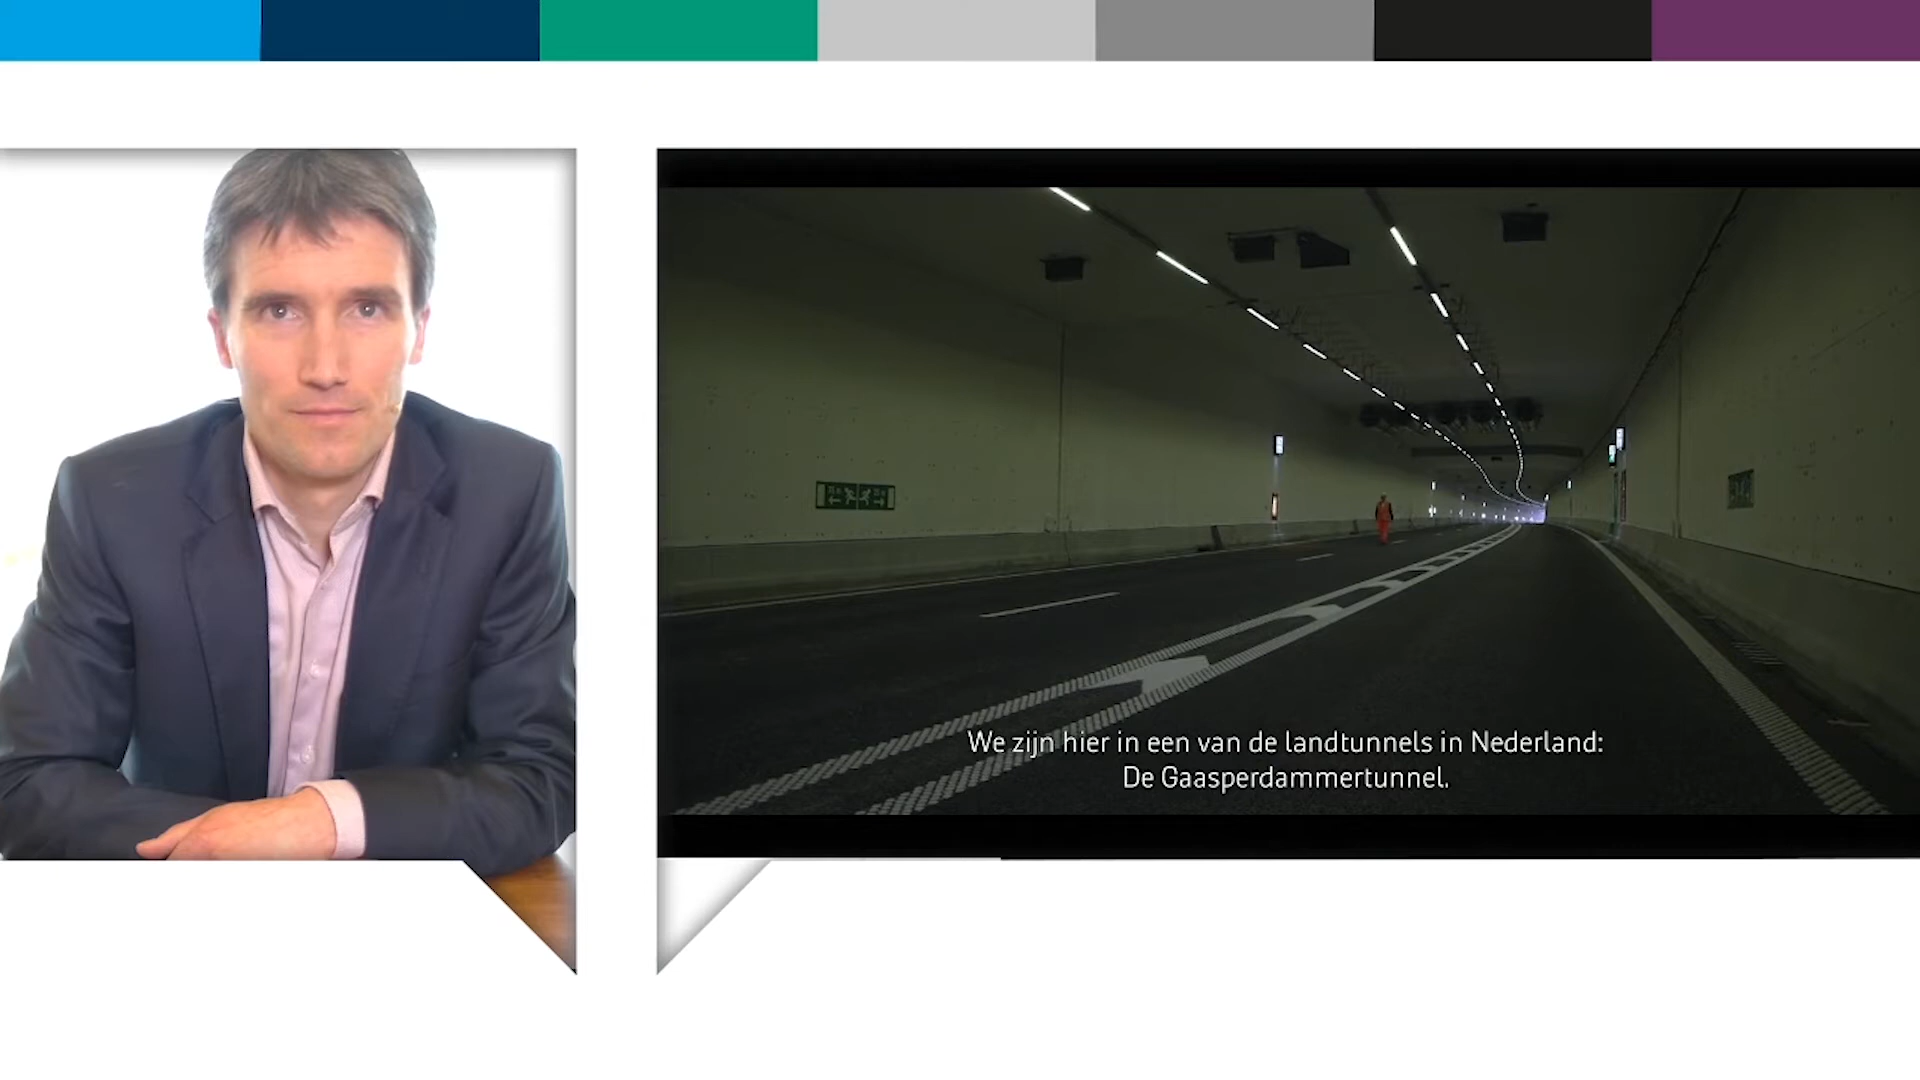 We zijn hier in een van de landtunnels in Nederland:
De Gaasperdammertunnel.